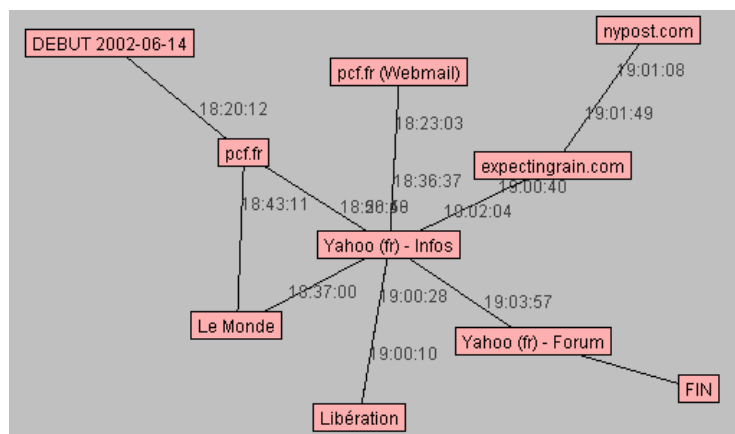 nypost.com
DEBUT 2002-06-14
pcf.fr (Webmail)
19:01:08
18:20:12
19:01:49
18:23:03
pcf.fr
expectingrain.com
18:36:37
19:00:40
18:43:11
19:02:04
Yahoo (fr) - Infos
18:37:00
19:00:28
19:03:57
Le Monde
Yahoo (fr) - Forum
19:00:10
FIN
Libération